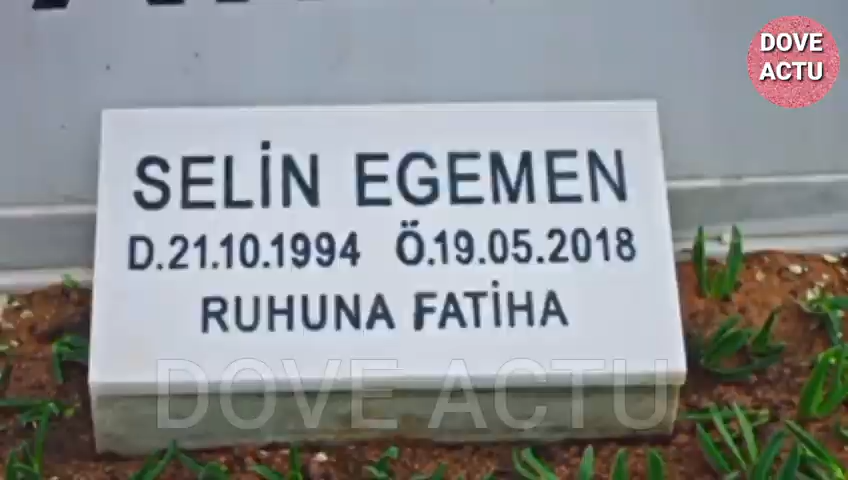 DOVE
ACTU
SELİN EGEMEN
D.21.10.1994 Ö.19.05.2018
RUHUNA FATİHA
DOVE ACTU